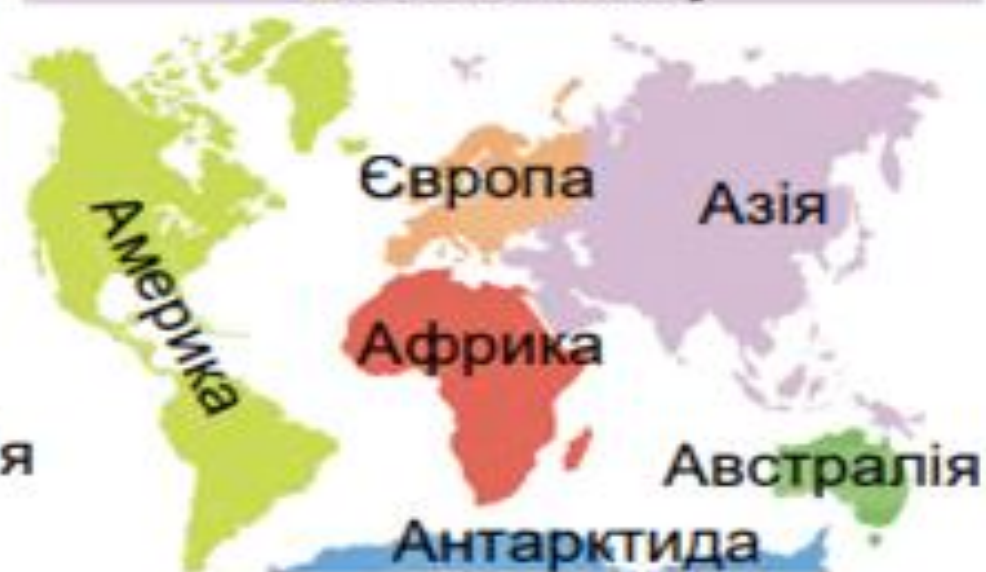 Європа
Азія
Америка
Африка
я
Австралія
Антарктида